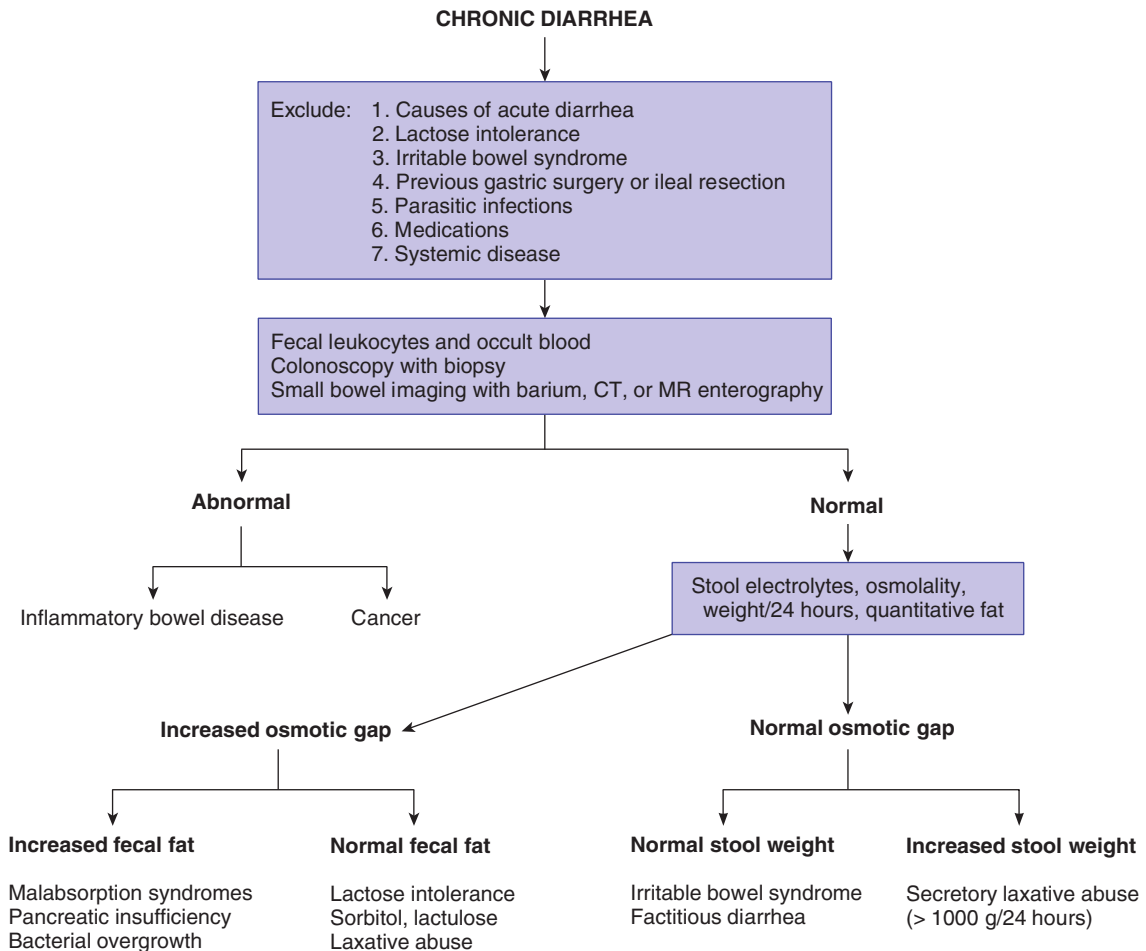 CHRONIC DIARRHEA
Exclude: 1. Causes of acute diarrhea
2. Lactose intolerance
3. Irritable bowel syndrome
4. Previous gastric surgery or ileal resection
5. Parasitic infections
6. Medications
7. Systemic disease
Fecal leukocytes and occult blood
Colonoscopy with biopsy
Small bowel imaging with barium, CT, or MR enterography
Abnormal
Normal
Inflammatory bowel disease
Cancer
Stool electrolytes, osmolality,
weight/24 hours, quantitative fat
Increased osmotic gap
Normal osmotic gap
Increased fecal fat
Malabsorption syndromes
Pancreatic insufficiency
Bacterial overgrowth
Normal fecal fat
Lactose intolerance
Sorbitol, lactulose
Laxative abuse
Normal stool weight
Irritable bowel syndrome
Factitious diarrhea
Increased stool weight
Secretory laxative abuse
(> 1000 g/24 hours)